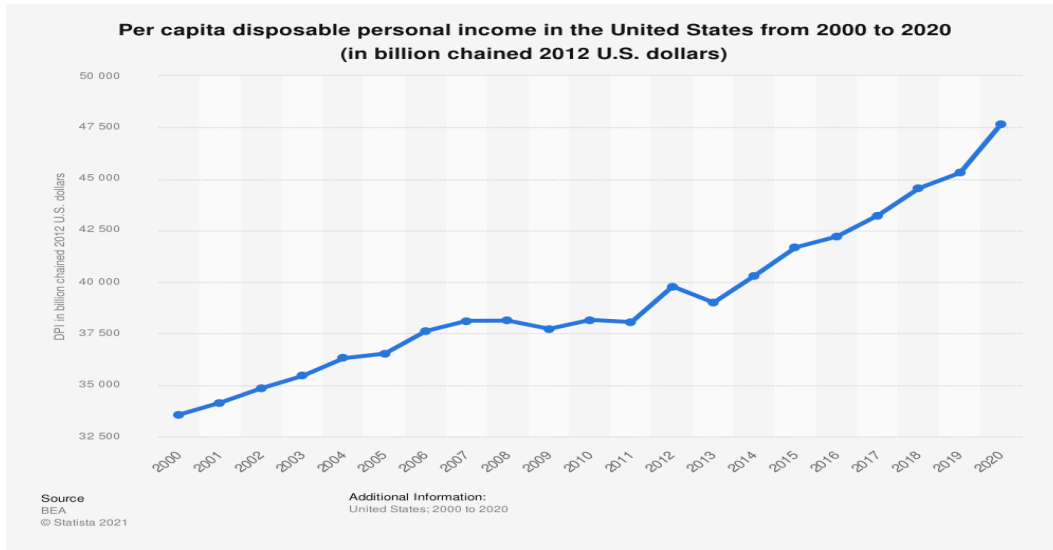 Per capita disposable personal income in the United States from 2000 to 2020
(in billion chained 2012 U.S. dollars)
DPI in billion chained 2012 U.S. dollars
50 000
47 500
45 000
42 500
40 000
37 500
35 000
32 500
2000 2001 2002 2003 2004 2005 2006 2007 2008 2009 2010 2011 2012 2013 2014 2015 2016 2017 2018 2019 2020
Source
BEA
© Statista 2021
Additional Information:
United States; 2000 to 2020